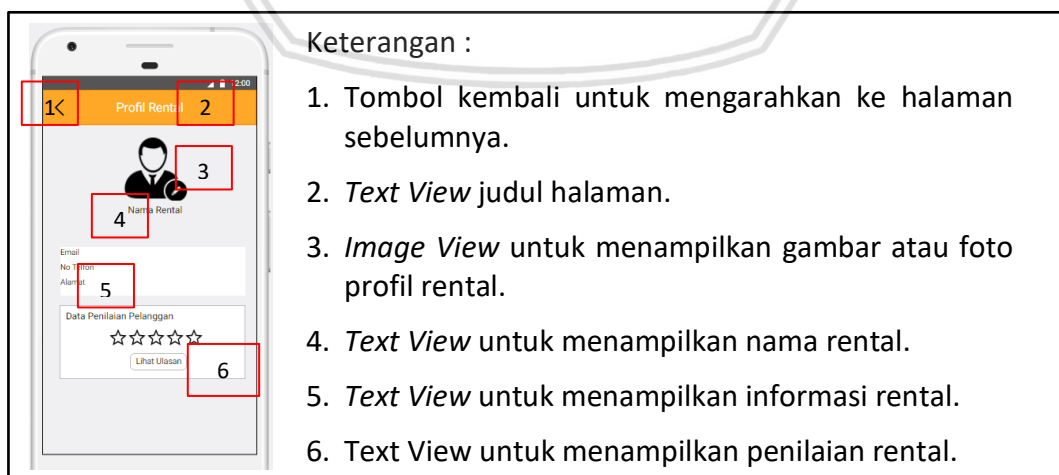 Keterangan :
12:00
1
Profil Rental
2
3
4
Nama Rental
Email
No Telfon
Alamat
5
Data Penilaian Pelanggan
Lihat Ulasan
6
1. Tombol kembali untuk mengarahkan ke halaman
sebelumnya.
2. Text View judul halaman.
3. Image View untuk menampilkan gambar atau foto
profil rental.
4. Text View untuk menampilkan nama rental.
5. Text View untuk menampilkan informasi rental.
6. Text View untuk menampilkan penilaian rental.